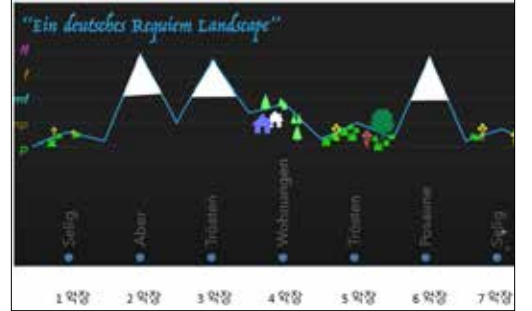 "Ein deutsches Requiem Landscape"
ff
f
mf
mp
p
Selig
Aber
Trösten
Wohnungen
Trösten
Posaune
Selig
1 악장
2 악장
3 악장
4 악장
5 악장
6 악장
7 악장